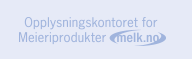 Opplysningskontoret for
Meieriprodukter melk.no